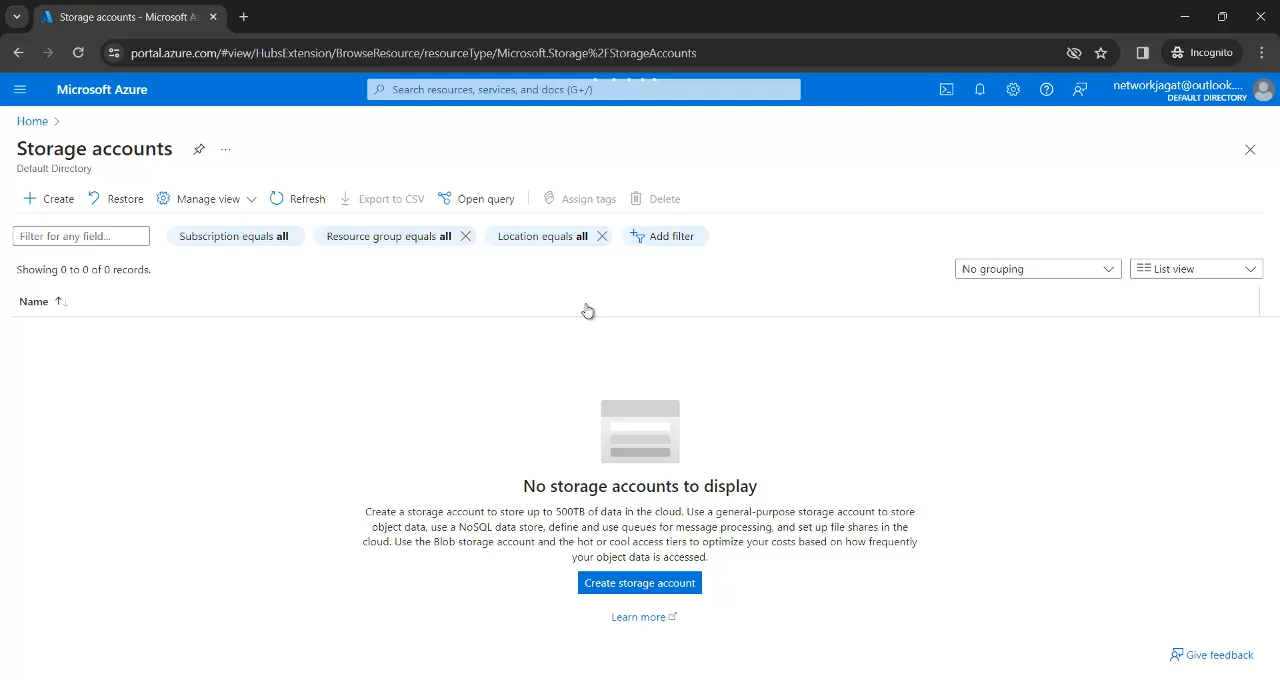 Storage accounts - Microsoft A
portal.azure.com/#view/HubsExtension/BrowseResource/resourceType/Microsoft.Storage%2FStorageAccounts
Incognito
Microsoft Azure
Search resources, services, and docs (G+/)
networkjagat@outlook....
DEFAULT DIRECTORY
Home >
Storage accounts
Default Directory
Create
Restore
Manage view
Refresh
Export to CSV
Open query
Assign tags
Delete
Filter for any field...
Subscription equals all
Resource group equals all
Location equals all
Add filter
Showing 0 to 0 of 0 records.
No grouping
List view
Name ↑↓
No storage accounts to display
Create a storage account to store up to 500TB of data in the cloud. Use a general-purpose storage account to store
object data, use a NoSQL data store, define and use queues for message processing, and set up file shares in the
cloud. Use the Blob storage account and the hot or cool access tiers to optimize your costs based on how frequently
your object data is accessed.
Create storage account
Learn more
Give feedback